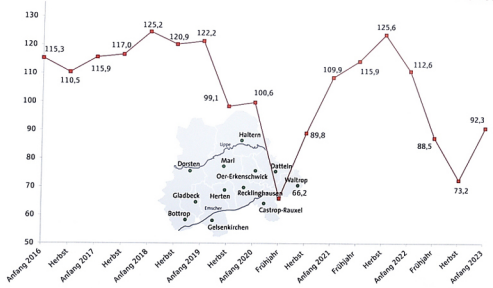 130
120
110
100
90
80
70
60
50
115,3
110,5
115,9
117,0
125,2
120,9
122,2
99,1
100,6
66,2
89,8
109,9
115,9
125,6
112,6
88,5
73,2
92,3
Haltern
Lippe
Dorsten
Marl
Datteln
Oer-Erkenschwick
Waltrop
Gladbeck
Herten
Recklinghausen
Emscher
Castrop-Rauxel
Bottrop
Gelsenkirchen
Anfang 2016
Herbst
Anfang 2017
Herbst
Anfang 2018
Herbst
Anfang 2019
Herbst
Anfang 2020
Frühjahr
Herbst
Anfang 2021
Frühjahr
Herbst
Anfang 2022
Frühjahr
Herbst
Anfang 2023